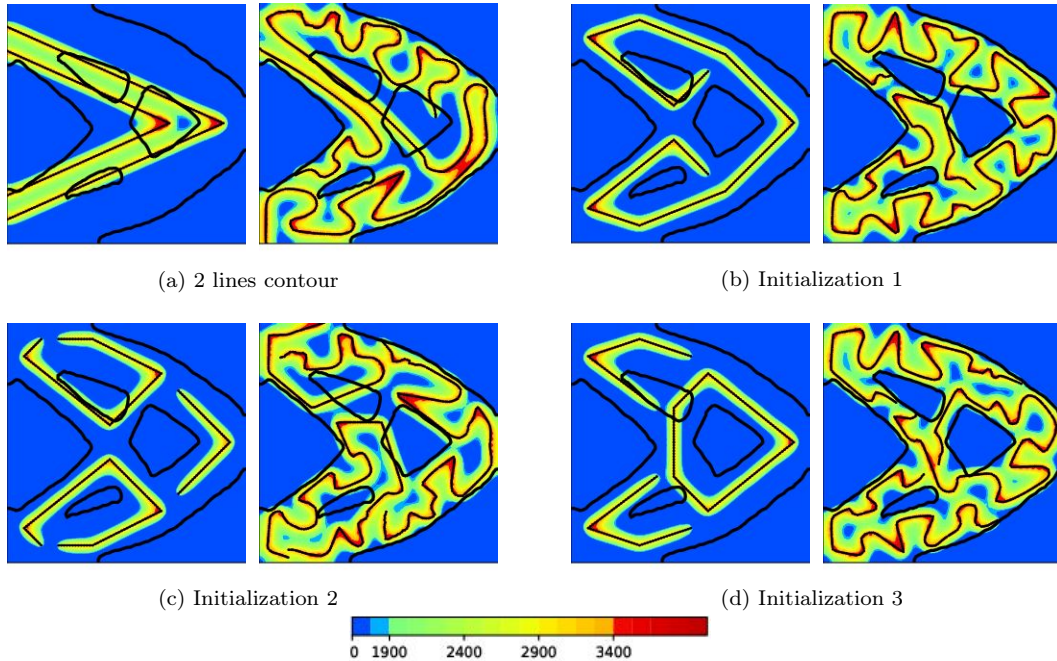 (a) 2 lines contour
(b) Initialization 1
(c) Initialization 2
(d) Initialization 3
0 1900 2400 2900 3400